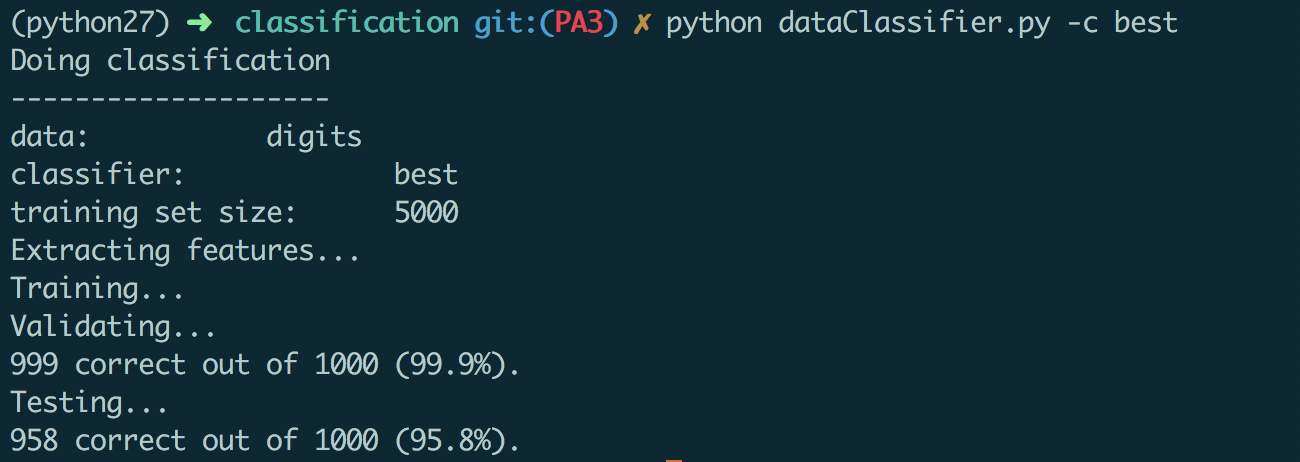 (python27) ➜ classification git:(PA3) ✗ python dataClassifier.py -c best
Doing classification
--------------------
data: digits
classifier: best
training set size: 5000
Extracting features...
Training...
Validating...
999 correct out of 1000 (99.9%).
Testing...
958 correct out of 1000 (95.8%).